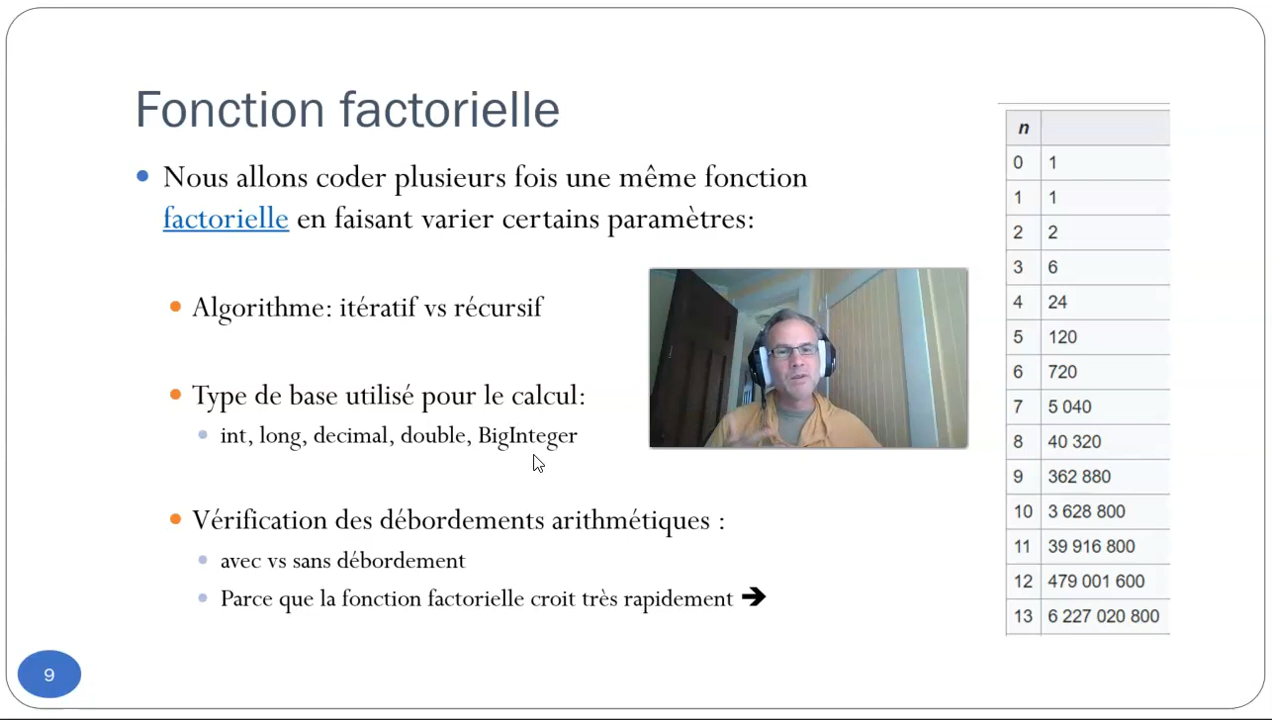 Fonction factorielle
Nous allons coder plusieurs fois une même fonction
factorielle en faisant varier certains paramètres:
Algorithme: itératif vs récursif
Type de base utilisé pour le calcul:
int, long, decimal, double, BigInteger
Vérification des débordements arithmétiques :
avec vs sans débordement
Parce que la fonction factorielle croit très rapidement ➔
n
0 1
1 1
2 2
3 6
4 24
5 120
6 720
7 5 040
8 40 320
9 362 880
10 3 628 800
11 39 916 800
12 479 001 600
13 6 227 020 800
9